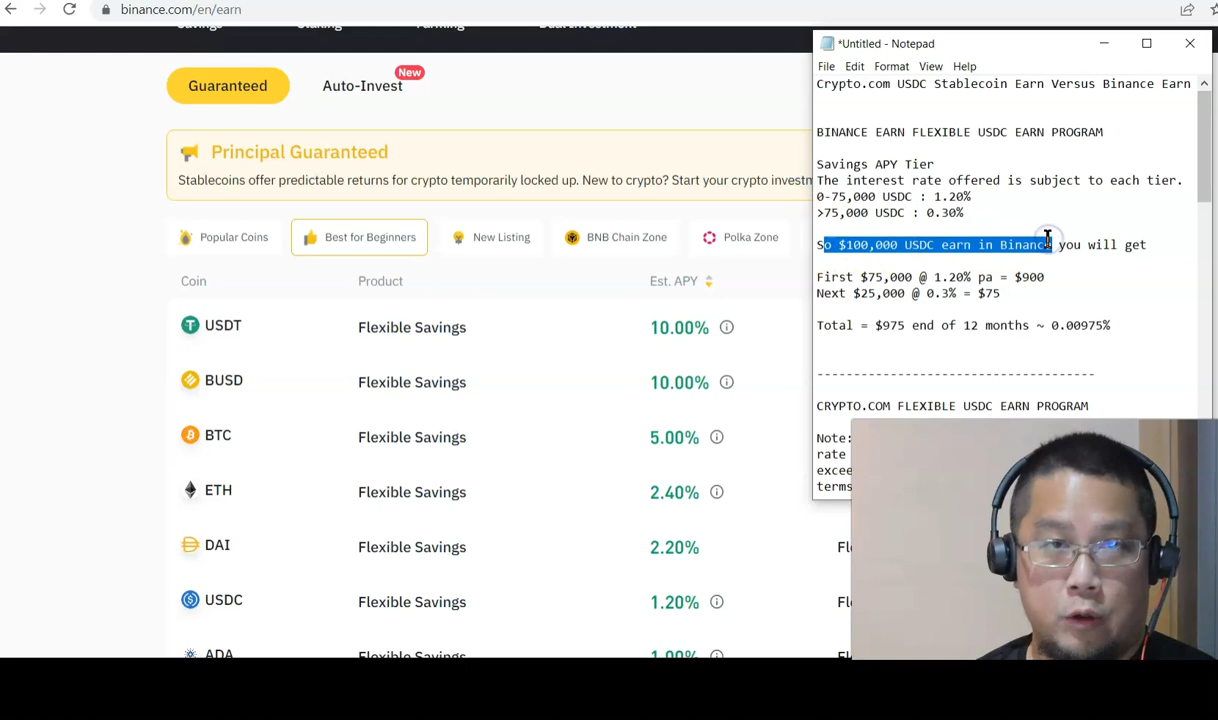 binance.com/en/earn
Guaranteed
Auto-Invest
New
Principal Guaranteed
Stablecoins offer predictable returns for crypto temporarily locked up. New to crypto? Start your crypto
Popular Coins
Best for Beginners
New Listing
BNB Chain Zone
Polka Zone
Coin Product Est. APY
USDT Flexible Savings 10.00%
BUSD Flexible Savings 10.00%
BTC Flexible Savings 5.00%
ETH Flexible Savings 2.40%
DAI Flexible Savings 2.20%
USDC Flexible Savings 1.20%
ADA
*Untitled - Notepad
File Edit Format View Help
Crypto.com USDC Stablecoin Earn Versus Binance Earn
BINANCE EARN FLEXIBLE USDC EARN PROGRAM
Savings APY Tier
The interest rate offered is subject to each tier.
0-75,000 USDC : 1.20%
>75,000 USDC : 0.30%
So $100,000 USDC earn in Binance you will get
First $75,000 @ 1.20% pa = $900
Next $25,000 @ 0.3% = $75
Total = $975 end of 12 months ~ 0.00975%
-------------------------------------
CRYPTO.COM FLEXIBLE USDC EARN PROGRAM
Note:
rate
terms